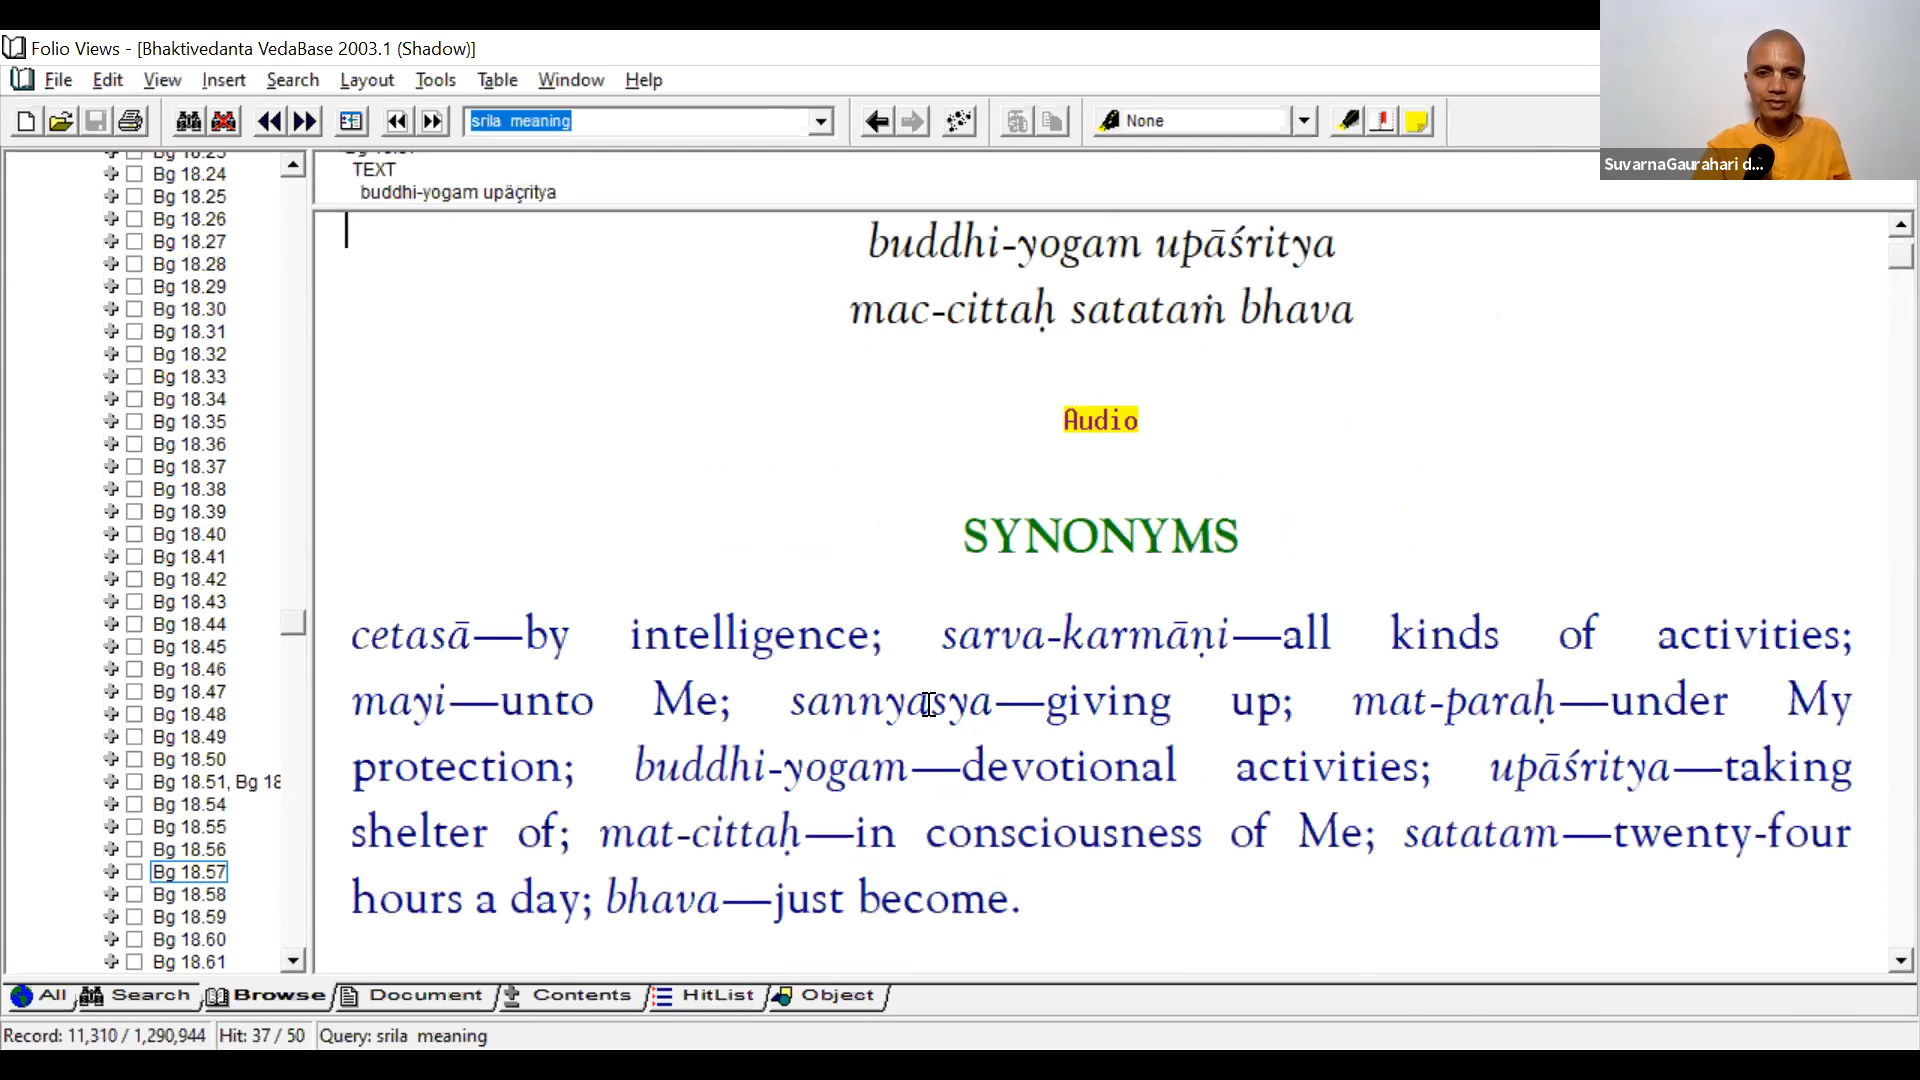 Folio Views - [Bhaktivedanta VedaBase 2003.1 (Shadow)]
File Edit View Insert Search Layout Tools Table Window Help
srila meaning
None
SuvarnaGaurahari d...
Bg 18.24
Bg 18.25
Bg 18.26
Bg 18.27
Bg 18.28
Bg 18.29
Bg 18.30
Bg 18.31
Bg 18.32
Bg 18.33
Bg 18.34
Bg 18.35
Bg 18.36
Bg 18.37
Bg 18.38
Bg 18.39
Bg 18.40
Bg 18.41
Bg 18.42
Bg 18.43
Bg 18.44
Bg 18.45
Bg 18.46
Bg 18.47
Bg 18.48
Bg 18.49
Bg 18.50
Bg 18.51, Bg 18
Bg 18.54
Bg 18.55
Bg 18.56
Bg 18.57
Bg 18.58
Bg 18.59
Bg 18.60
Bg 18.61
TEXT
buddhi-yogam upäçritya
buddhi-yogam upāśritya
mac-cittaḥ satataṁ bhava
Audio
SYNONYMS
cetasā—by intelligence; sarva-karmāṇi—all kinds of activities;
mayi—unto Me; sannyasya—giving up; mat-paraḥ—under My
protection; buddhi-yogam—devotional activities; upāśritya—taking
shelter of; mat-cittaḥ—in consciousness of Me; satatam—twenty-four
hours a day; bhava—just become.
All Search Browse Document Contents HitList Object
Record: 11,310 / 1,290,944 Hit: 37 / 50 Query: srila meaning